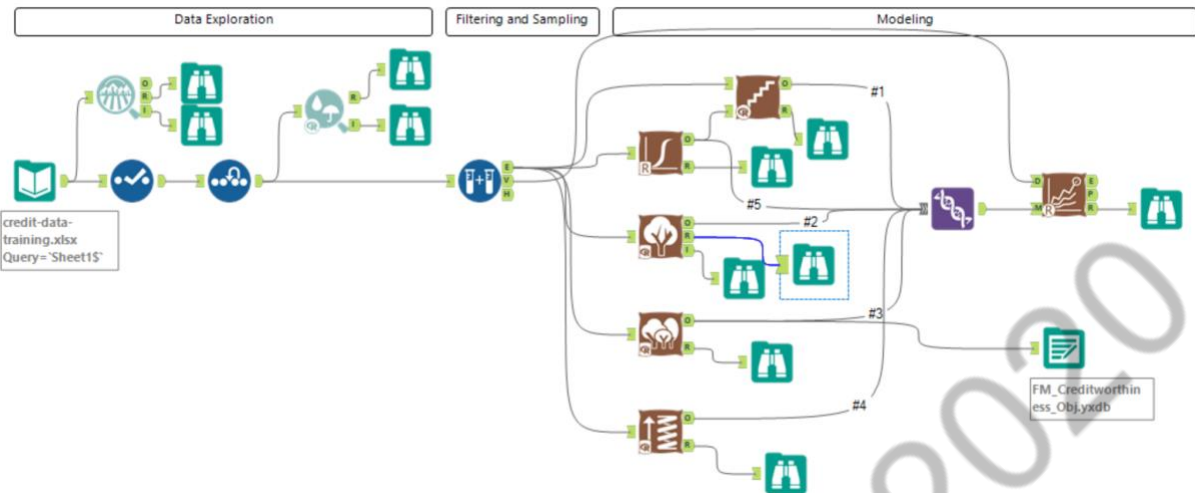 Data Exploration
Filtering and Sampling
Modeling
O
R
I
R
I
#1
O
R
R
O
R
E
V
H
#5
D
M
R
E
P
R
credit-data-
training.xlsx
Query=`Sheet1$`
#2
O
R
I
#3
O
R
FM_Creditworthin
ess_Obj.yxdb
#4
O
R
2020